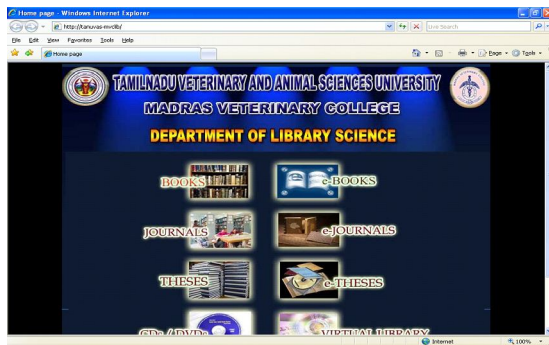 Home page - Windows Internet Explorer
http://tanuvas-mvclib/
Live Search
File Edit View Favorites Tools Help
Home page
Page Tools
TAMILNADU VETERINARY AND ANIMAL SCIENCES UNIVERSITY
MADRAS VETERINARY COLLEGE
DEPARTMENT OF LIBRARY SCIENCE
BOOKS e-BOOKS
JOURNALS e-JOURNALS
THESES e-THESES
CDs / DVDs VIRTUAL LIBRARY
Internet 100%